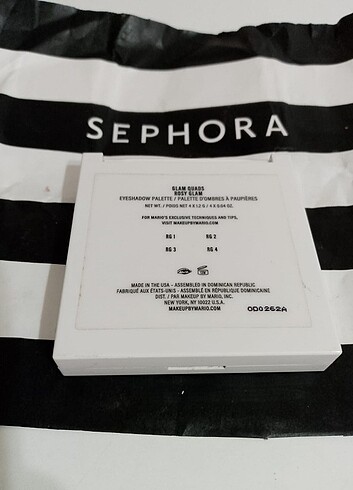 SEPHORA
GLAM QUADS
ROSY GLAM
EYESHADOW PALETTE / PALETTE D'OMBRES À PAUPIÈRES
NET WT. / POIDS NET 4 X 1.2 G / 4 X 0.04 OZ.
FOR MARIO'S EXCLUSIVE TECHNIQUES AND TIPS,
VISIT MAKEUPBYMARIO.COM
RG 1 RG 2
RG 3 RG 4
MADE IN THE USA - ASSEMBLED IN DOMINICAN REPUBLIC
FABRIQUÉ AUX ÉTATS-UNIS - ASSEMBLÉ EN RÉPUBLIQUE DOMINICAINE
DIST. / PAR MAKEUP BY MARIO, INC.
NEW YORK, NY 10022 U.S.A.
MAKEUPBYMARIO.COM
OD0262A